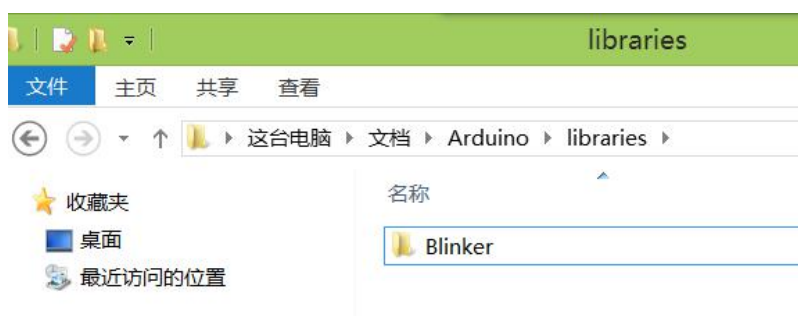 libraries
文件 主页 共享 查看
这台电脑 文档 Arduino libraries
收藏夹 名称
桌面 Blinker
最近访问的位置